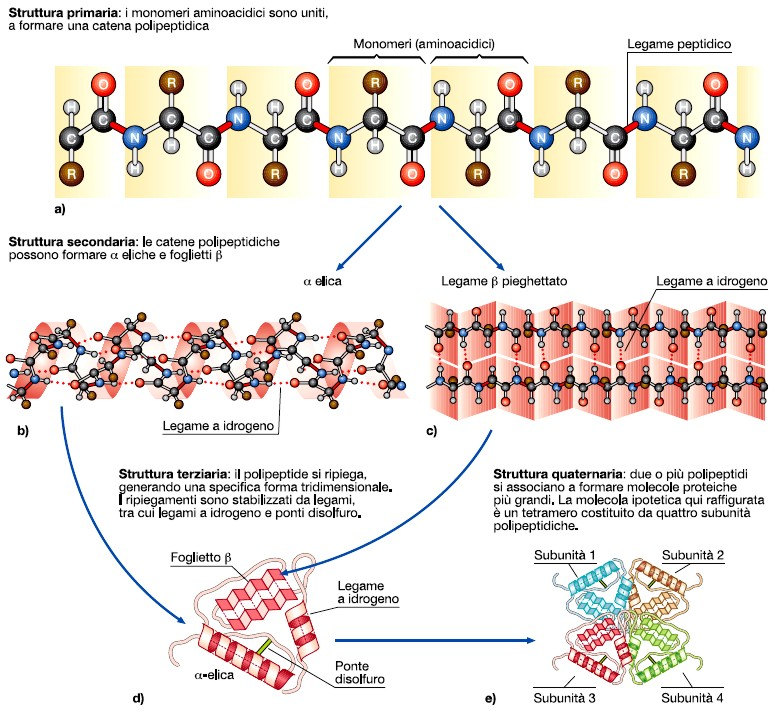 Struttura primaria: i monomeri aminoacidici sono uniti,
a formare una catena polipeptidica
Monomeri (aminoacidici)
Legame peptidico
H O R H H O R H H O R H H O
C C N C C N C C N C C N C C N C C N C C N
R H H O R H H O R H H O R H
a)
Struttura secondaria: le catene polipeptidiche
possono formare α eliche e foglietti β
α elica
Legame β pieghettato
Legame a idrogeno
b)
Legame a idrogeno
c)
Struttura terziaria: il polipeptide si ripiega,
generando una specifica forma tridimensionale.
I ripiegamenti sono stabilizzati da legami,
tra cui legami a idrogeno e ponti disolfuro.
Struttura quaternaria: due o più polipeptidi
si associano a formare molecole proteiche
più grandi. La molecola ipotetica qui raffigurata
è un tetramero costituito da quattro subunità
polipeptidiche.
Foglietto β
Legame
a idrogeno
α-elica
Ponte
disolfuro
d)
Subunità 1
Subunità 2
Subunità 3
Subunità 4
e)